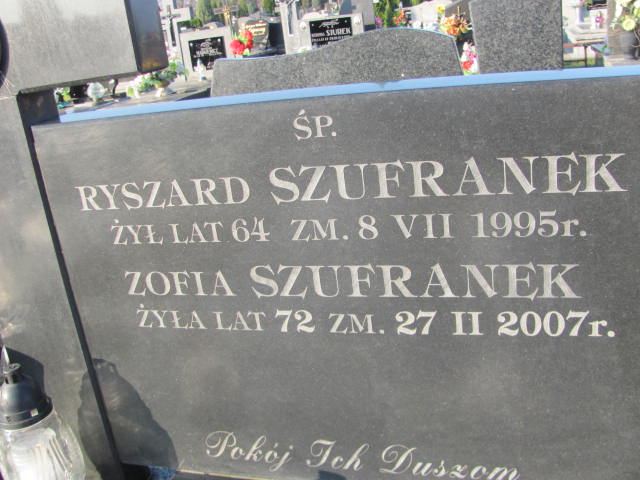 SIUREK
ŚP.
RYSZARD SZUFRANEK
ŻYŁ LAT 64 ZM. 8 VII 1995r.
ZOFIA SZUFRANEK
ŻYŁA LAT 72 ZM. 27 II 2007r.
Pokój Ich Duszom